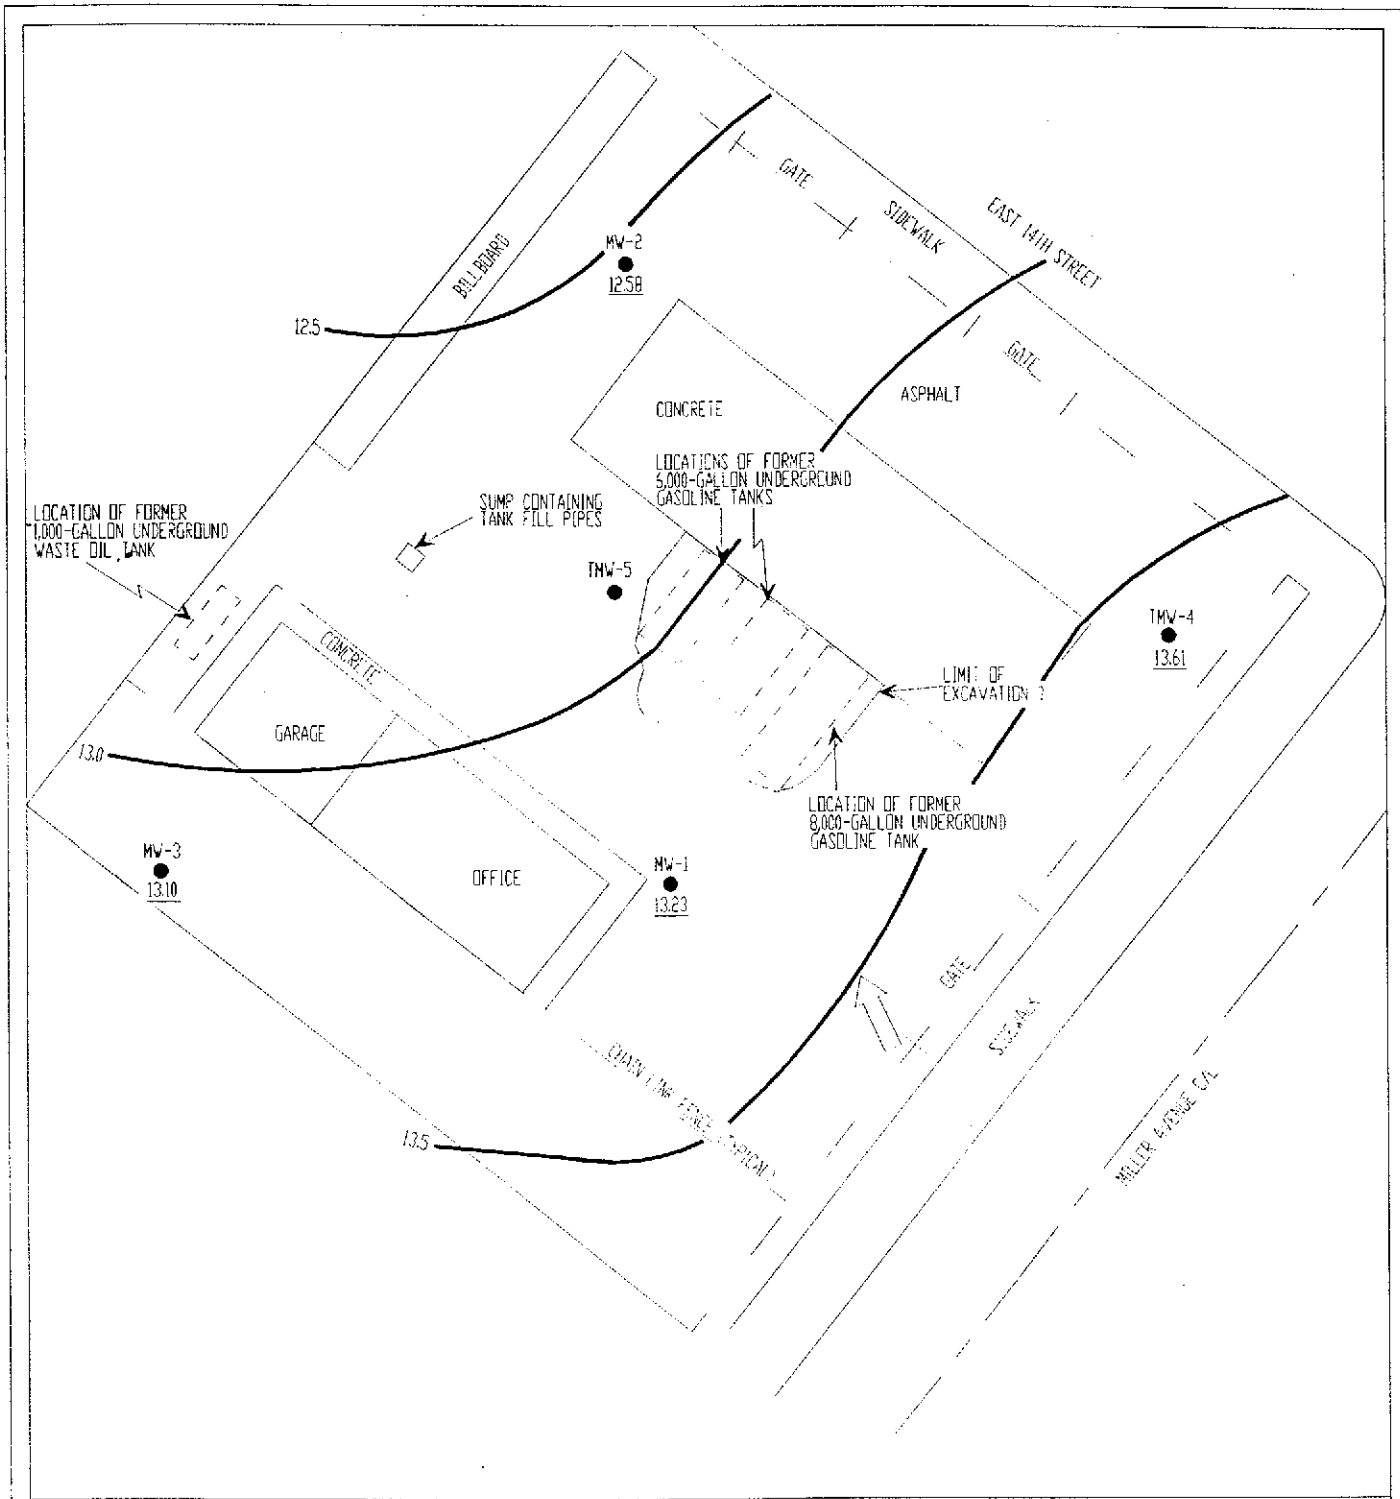 GATE
SIDEWALK
EAST 14TH STREET
BILLBOARD
MW-2
12.58
12.5
GATE
ASPHALT
CONCRETE
LOCATIONS OF FORMER
6,000-GALLON UNDERGROUND
GASOLINE TANKS
SUMP CONTAINING
TANK FILL PIPES
LOCATION OF FORMER
1,000-GALLON UNDERGROUND
WASTE OIL TANK
TMW-5
TMW-4
13.61
CONCRETE
LIMIT OF
EXCAVATION
GARAGE
13.0
LOCATION OF FORMER
8,000-GALLON UNDERGROUND
GASOLINE TANK
MW-3
13.10
OFFICE
MW-1
13.23
GATE
SIDEWALK
CHAIN LINK FENCE (TYPICAL)
13.5
MILLER AVENUE C/L